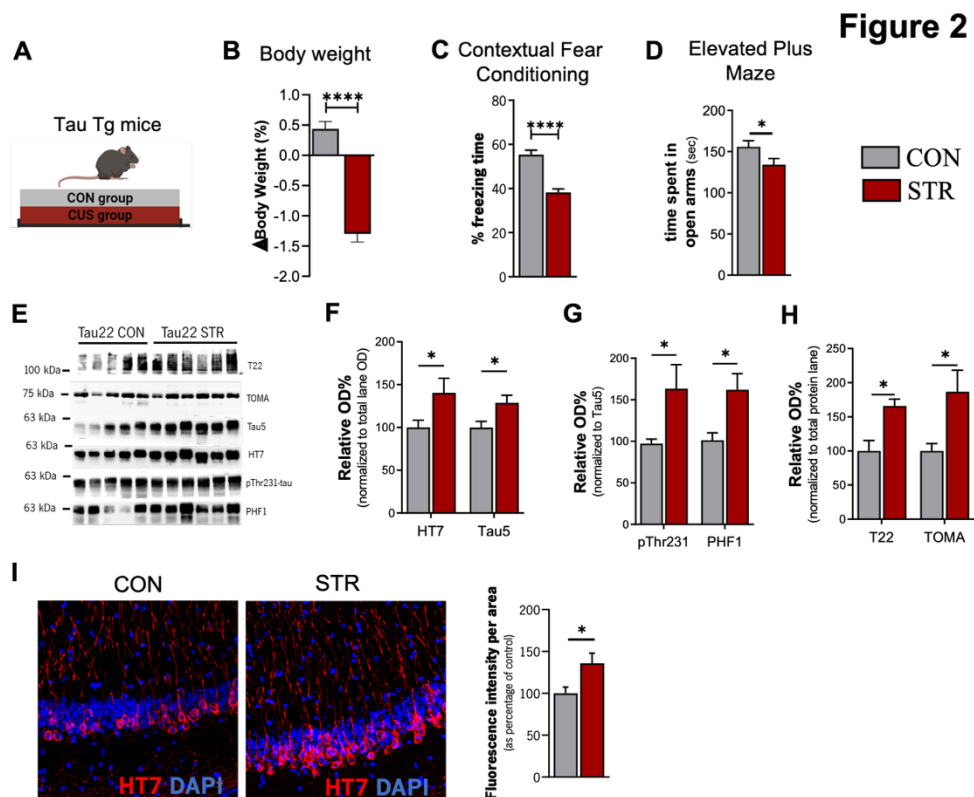 Figure 2
A
Tau Tg mice
CON group
CUS group
B
Body weight
▲Body Weight (%)
****
1.0
0.5
0.0
-0.5
-1.0
-1.5
-2.0
C
Contextual Fear
Conditioning
% freezing time
****
80
60
40
20
0
D
Elevated Plus
Maze
time spent in
open arms (sec)
*
200
150
100
50
0
CON
STR
E
Tau22 CON
Tau22 STR
100 kDa
T22
75 kDa
TOMA
63 kDa
Tau5
63 kDa
HT7
63 kDa
pThr231-tau
63 kDa
PHF1
F
Relative OD%
(normalized to total lane OD)
*
*
200
150
100
50
0
HT7
Tau5
G
Relative OD%
(normalized to Tau5)
*
*
200
150
100
50
0
pThr231
PHF1
H
Relative OD%
(normalized to total protein lane)
*
*
250
200
150
100
50
0
T22
TOMA
I
CON
STR
HT7 DAPI
HT7 DAPI
Fluorescence intensity per area
(as percentage of control)
*
200
150
100
50
0